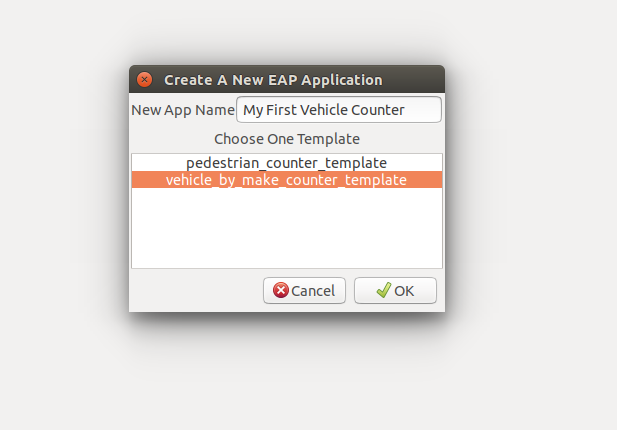 Create A New EAP Application
New App Name My First Vehicle Counter
Choose One Template
pedestrian_counter_template
vehicle_by_make_counter_template
Cancel OK